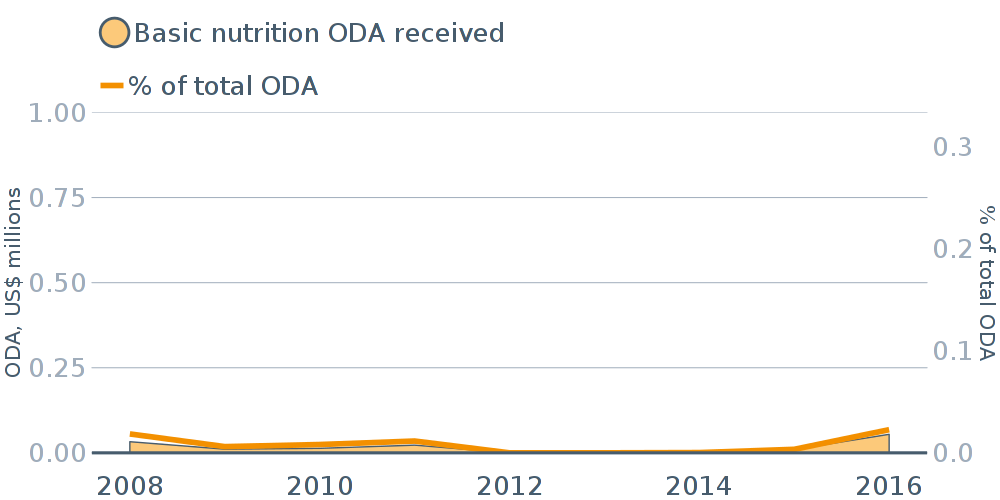 Basic nutrition ODA received
% of total ODA
1.00
0.75
0.50
0.25
0.00
ODA, US$ millions
0.3
0.2
0.1
0.0
% of total ODA
2008 2010 2012 2014 2016